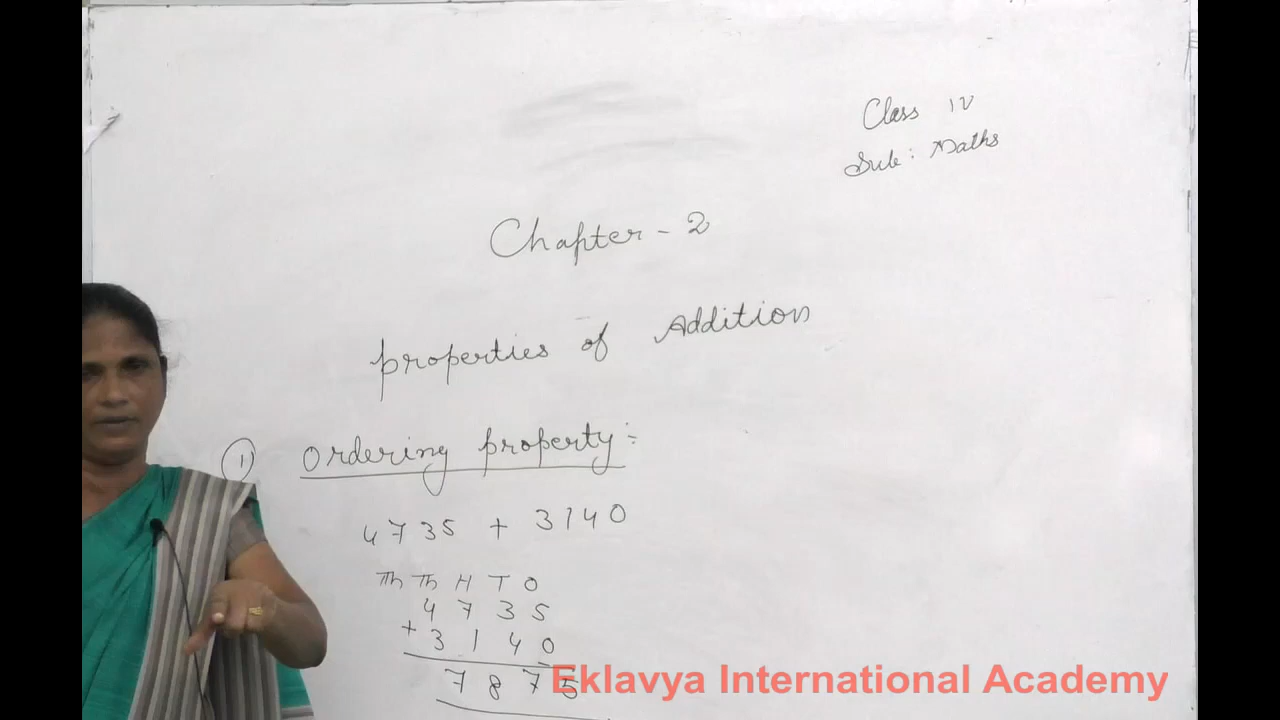 Class IV
Sub: Maths
Chapter - 2
properties of Addition
1 Ordering property:-
4735 + 3140
Th Th H T O
4 7 3 5
+ 3 1 4 0
7 8 7 5
Eklavya International Academy